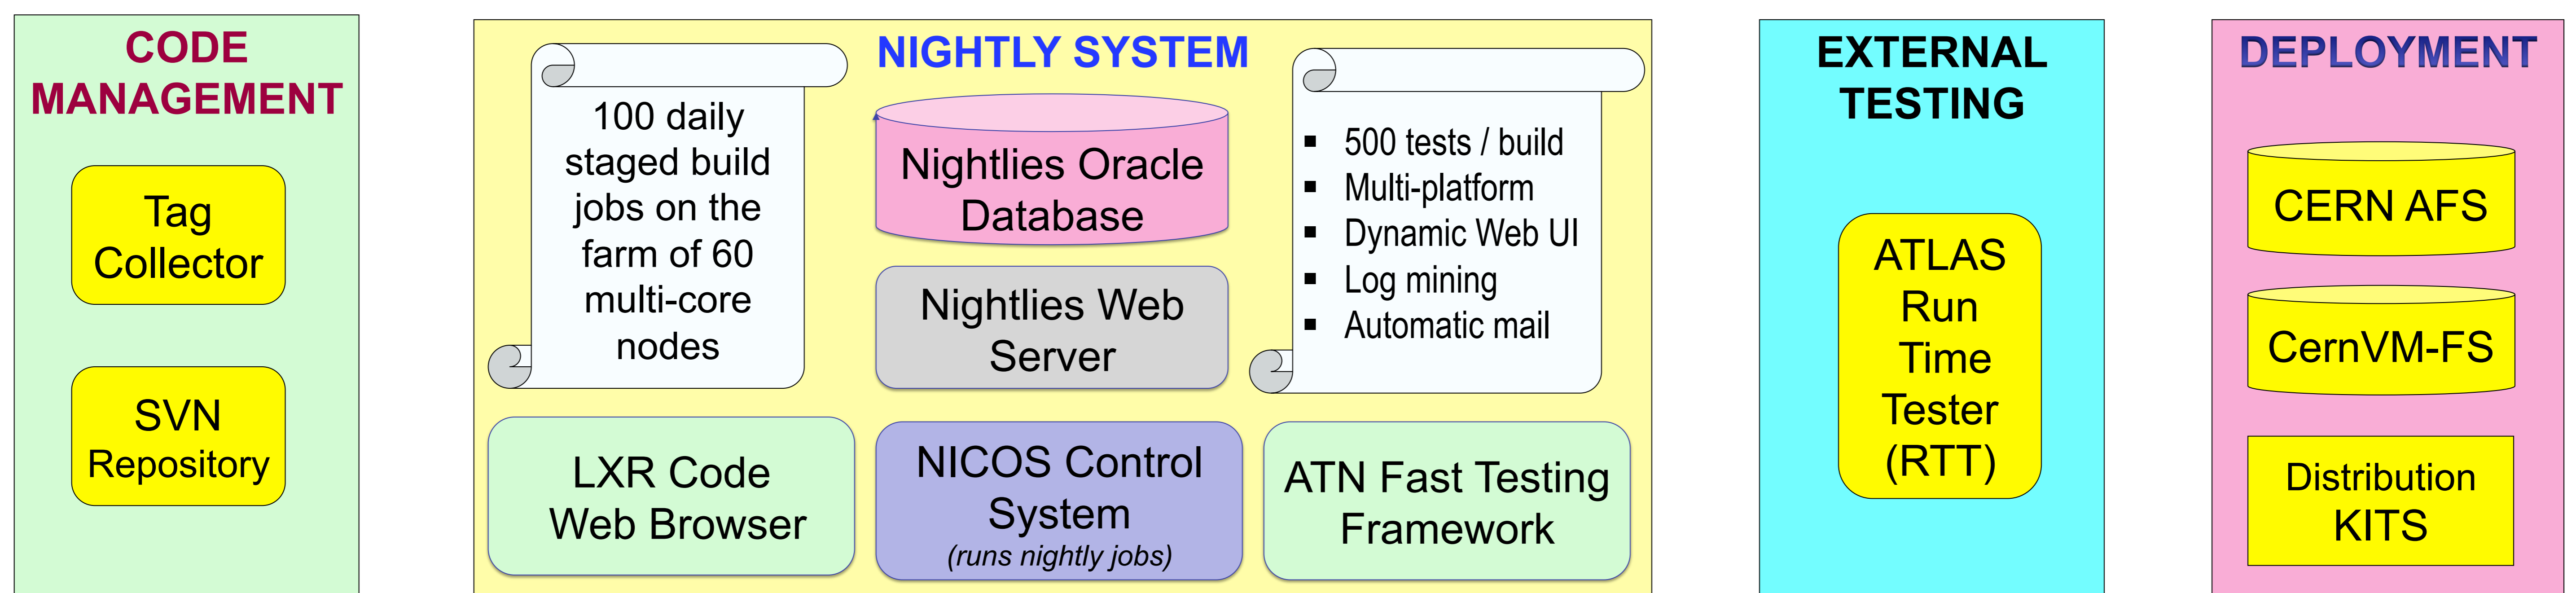 CODE
MANAGEMENT
Tag
Collector
SVN
Repository
NIGHTLY SYSTEM
100 daily
staged build
jobs on the
farm of 60
multi-core
nodes
Nightlies Oracle
Database
Nightlies Web
Server
▪ 500 tests / build
▪ Multi-platform
▪ Dynamic Web UI
▪ Log mining
▪ Automatic mail
LXR Code
Web Browser
NICOS Control
System
(runs nightly jobs)
ATN Fast Testing
Framework
EXTERNAL
TESTING
ATLAS
Run
Time
Tester
(RTT)
DEPLOYMENT
CERN AFS
CernVM-FS
Distribution
KITS